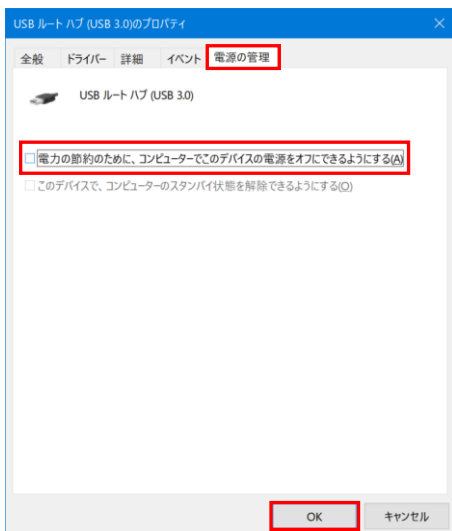 USB ルート ハブ (USB 3.0)のプロパティ
全般 ドライバー 詳細 イベント 電源の管理
USB ルート ハブ (USB 3.0)
電力の節約のために、コンピューターでこのデバイスの電源をオフにできるようにする(A)
このデバイスで、コンピューターのスタンバイ状態を解除できるようにする(O)
OK キャンセル